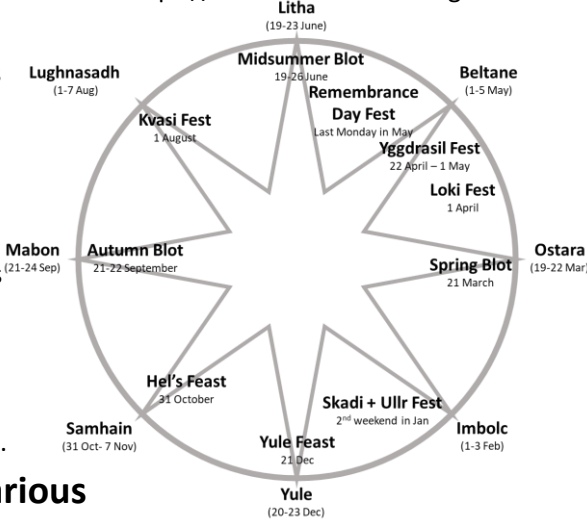 Litha
(19-23 June)
Midsummer Blot
19-26 June
Lughnasadh
(1-7 Aug)
Beltane
(1-5 May)
Remembrance
Day Fest
Last Monday in May
Kvasi Fest
1 August
Yggdrasil Fest
22 April – 1 May
Loki Fest
1 April
Mabon
(21-24 Sep)
Autumn Blot
21-22 September
Spring Blot
21 March
Ostara
(19-22 Mar)
Hel's Feast
31 October
Skadi + Ullr Fest
2nd weekend in Jan
Samhain
(31 Oct- 7 Nov)
Imbolc
(1-3 Feb)
Yule Feast
21 Dec
Yule
(20-23 Dec)